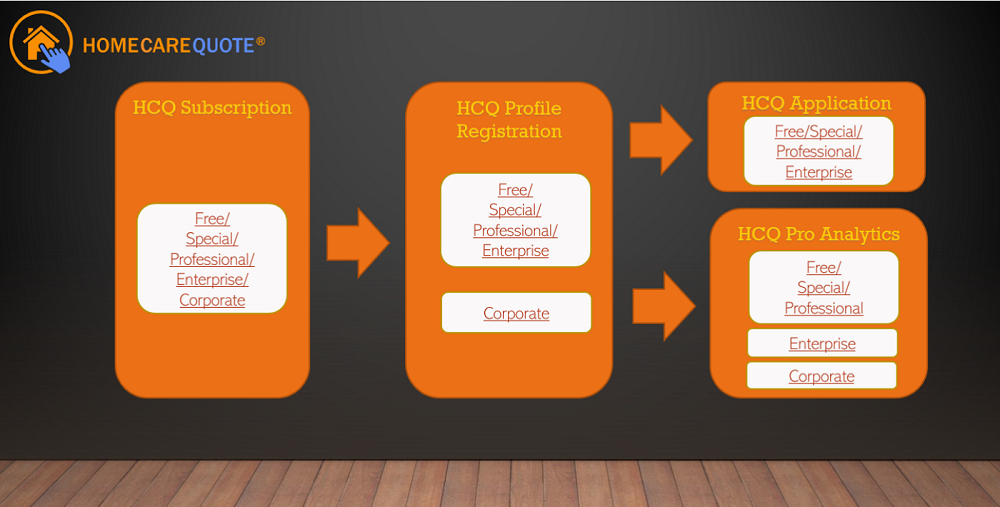 HOMECAREQUOTE®
HCQ Subscription
Free/
Special/
Professional/
Enterprise/
Corporate
HCQ Profile
Registration
Free/
Special/
Professional/
Enterprise
Corporate
HCQ Application
Free/Special/
Professional/
Enterprise
HCQ Pro Analytics
Free/
Special/
Professional
Enterprise
Corporate